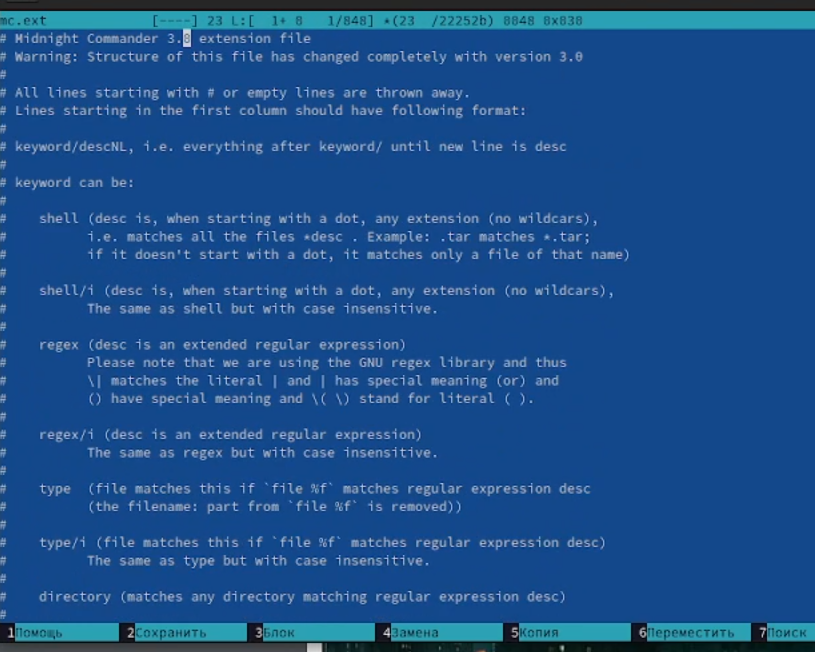 mc.ext [----] 23 L:[ 1+ 8 1/848] *(23 /22252b) 0048 0x030
# Midnight Commander 3.0 extension file
# Warning: Structure of this file has changed completely with version 3.0
#
# All lines starting with # or empty lines are thrown away.
# Lines starting in the first column should have following format:
#
# keyword/descNL, i.e. everything after keyword/ until new line is desc
#
# keyword can be:
#
# shell (desc is, when starting with a dot, any extension (no wildcars),
# i.e. matches all the files *desc . Example: .tar matches *.tar;
# if it doesn't start with a dot, it matches only a file of that name)
#
# shell/i (desc is, when starting with a dot, any extension (no wildcars),
# The same as shell but with case insensitive.
#
# regex (desc is an extended regular expression)
# Please note that we are using the GNU regex library and thus
# \| matches the literal | and | has special meaning (or) and
# () have special meaning and \( \) stand for literal ( ).
#
# regex/i (desc is an extended regular expression)
# The same as regex but with case insensitive.
#
# type (file matches this if `file %f` matches regular expression desc
# (the filename: part from `file %f` is removed))
#
# type/i (file matches this if `file %f` matches regular expression desc)
# The same as type but with case insensitive.
#
# directory (matches any directory matching regular expression desc)
#
1Помощь 2Сохранить 3Блок 4Замена 5Копия 6Переместить 7Поиск